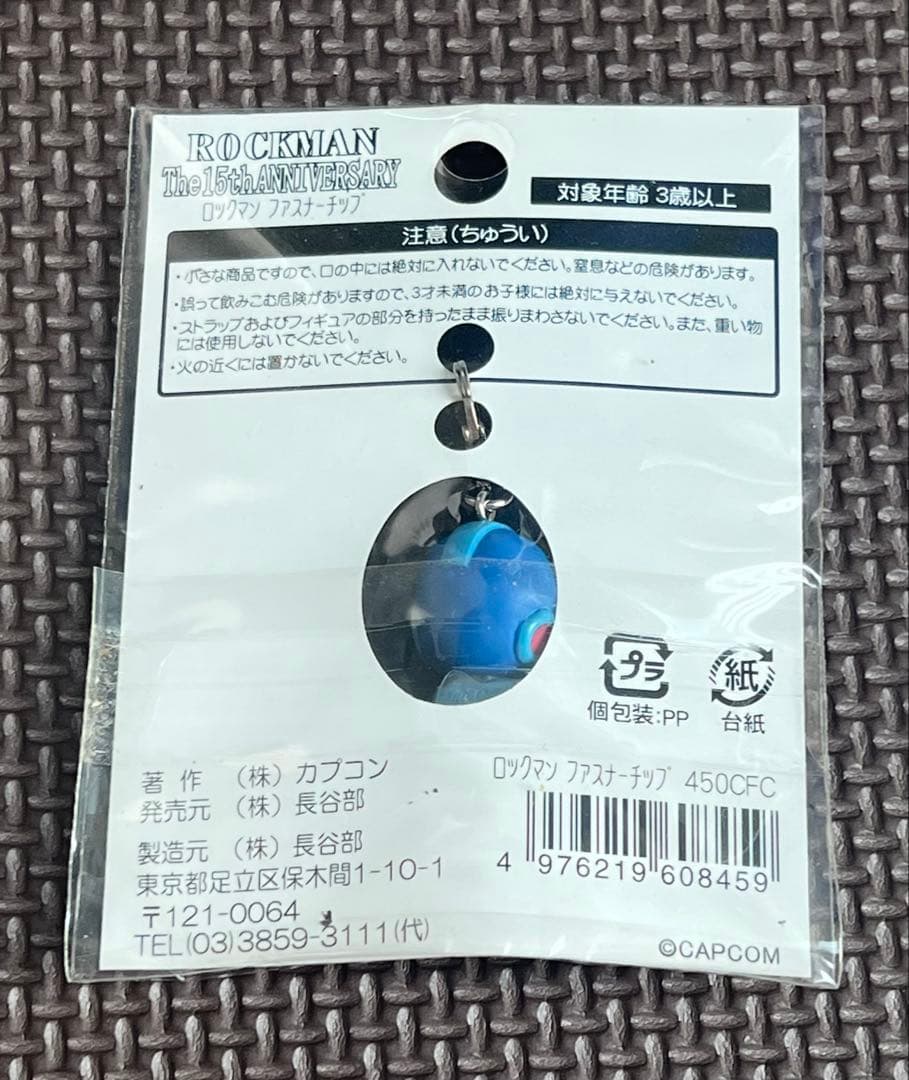 ROCKMAN
The 15th ANNIVERSARY
ロックマン ファスナーチップ
対象年齢 3歳以上
注意(ちゅうい)
・小さな商品ですので、口の中には絶対に入れないでください。窒息などの危険があります。
・誤って飲みこむ危険がありますので、3才未満のお子様には絶対に与えないでください。
・ストラップおよびフィギュアの部分を持ったまま振りまわさないでください。また、重い物
には使用しないでください。
・火の近くには置かないでください。
プラ
個包装:PP
紙
台紙
著作 (株)カプコン
発売元 (株)長谷部
製造元 (株)長谷部
東京都足立区保木間1-10-1
〒121-0064
TEL(03)3859-3111(代)
ロックマン ファスナーチップ 450CFC
4 976219 608459
©CAPCOM